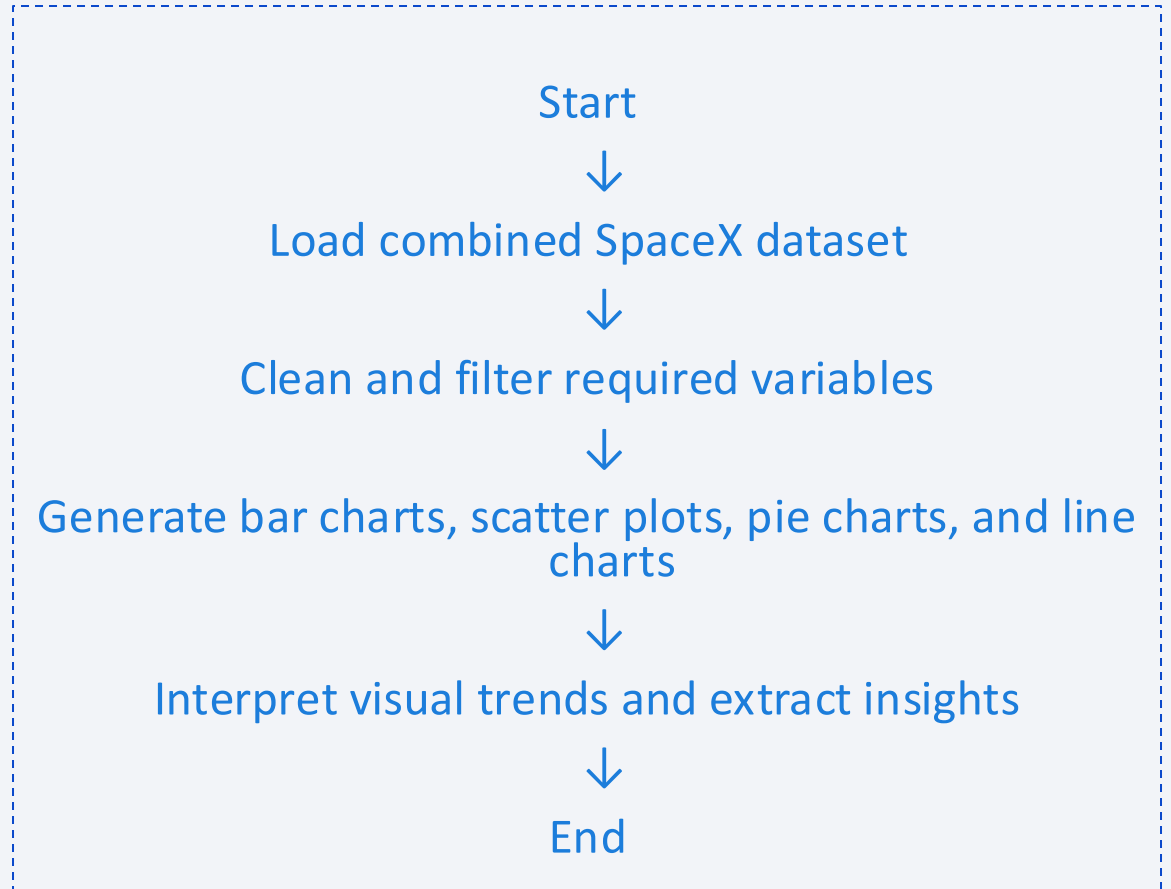 Start
↓
Load combined SpaceX dataset
↓
Clean and filter required variables
↓
Generate bar charts, scatter plots, pie charts, and line
charts
↓
Interpret visual trends and extract insights
↓
End